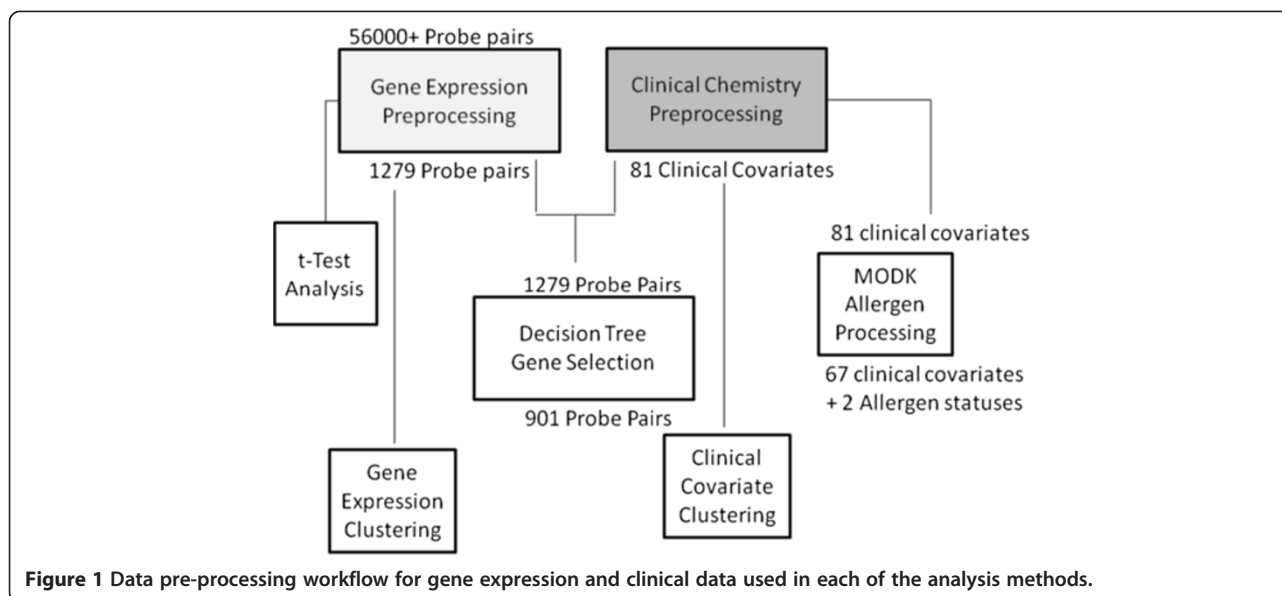 56000+ Probe pairs
Gene Expression
Preprocessing
1279 Probe pairs
Clinical Chemistry
Preprocessing
81 Clinical Covariates
t-Test
Analysis
81 clinical covariates
MODK
Allergen
Processing
67 clinical covariates
+ 2 Allergen statuses
1279 Probe Pairs
Decision Tree
Gene Selection
901 Probe Pairs
Gene
Expression
Clustering
Clinical
Covariate
Clustering
Figure 1 Data pre-processing workflow for gene expression and clinical data used in each of the analysis methods.